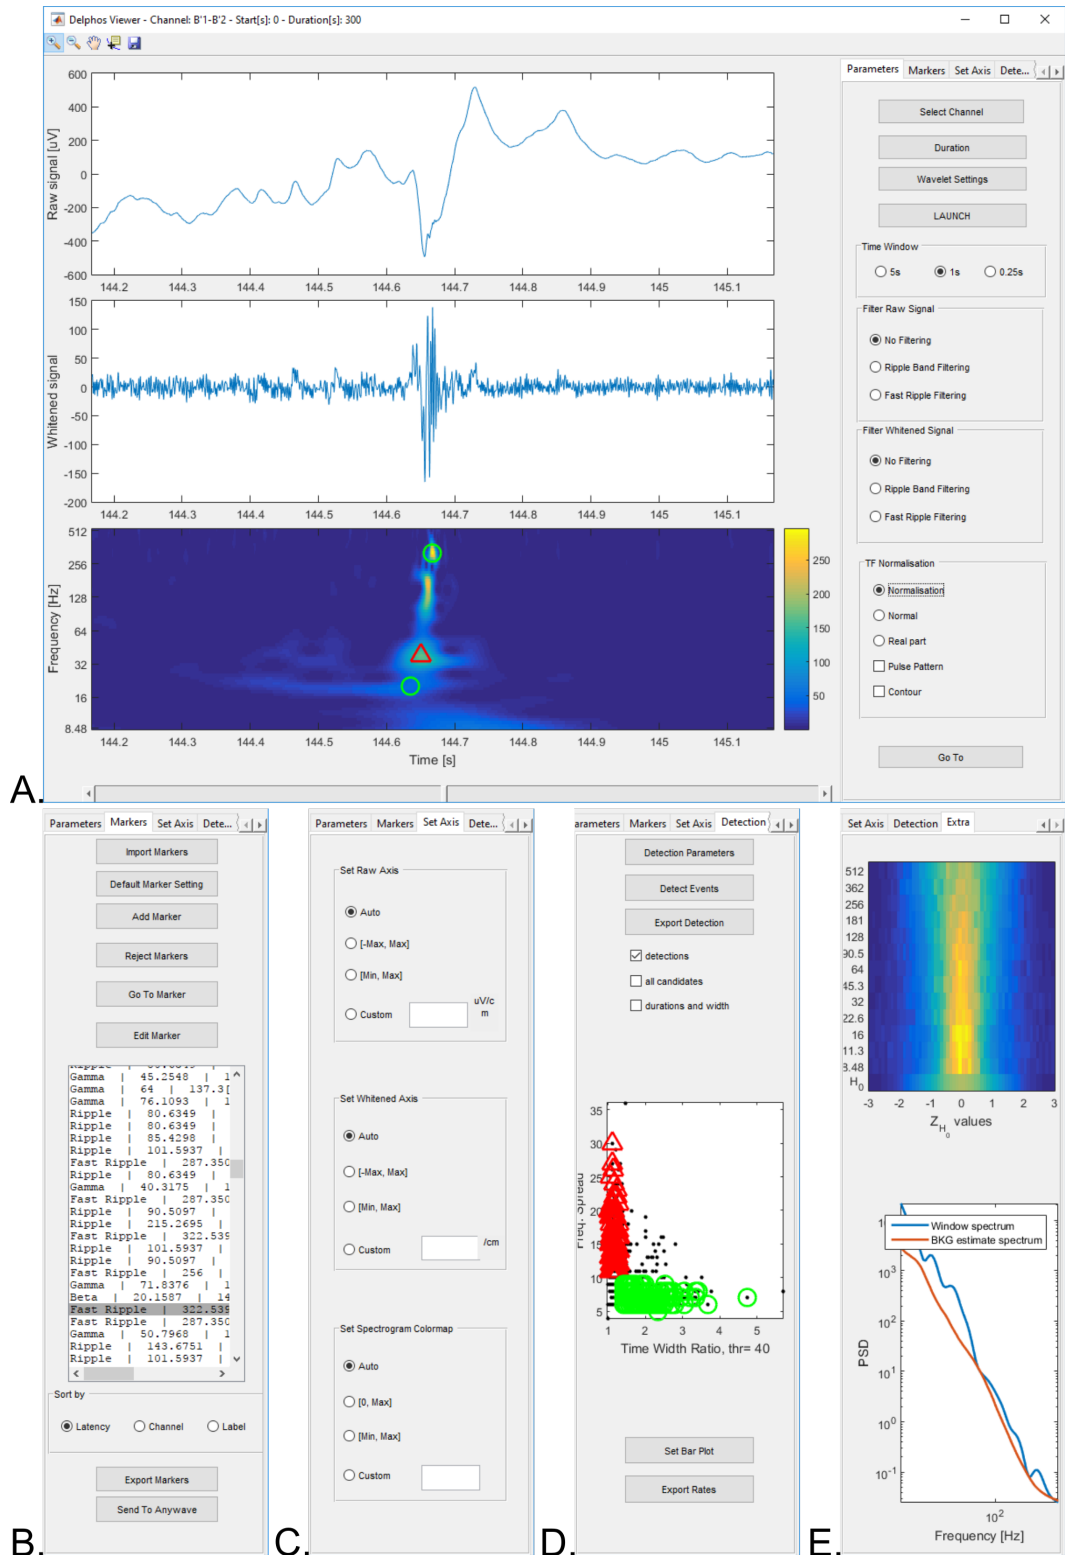 Delphos Viewer - Channel: B'1-B'2 - Start[s]: 0 - Duration[s]: 300
Parameters Markers Set Axis Dete...
Select Channel
Duration
Wavelet Settings
LAUNCH
Time Window
5s 1s 0.25s
Filter Raw Signal
No Filtering
Ripple Band Filtering
Fast Ripple Filtering
Filter Whitened Signal
No Filtering
Ripple Band Filtering
Fast Ripple Filtering
TF Normalisation
Normalisation
Normal
Real part
Pulse Pattern
Contour
Go To
Raw signal [uV]
600
400
200
0
-200
-400
-600
144.2 144.3 144.4 144.5 144.6 144.7 144.8 144.9 145 145.1
Whitened signal
150
100
50
0
-50
-100
-150
-200
144.2 144.3 144.4 144.5 144.6 144.7 144.8 144.9 145 145.1
Frequency [Hz]
512
256
128
64
32
16
8.48
144.2 144.3 144.4 144.5 144.6 144.7 144.8 144.9 145 145.1
Time [s]
250
200
150
100
50
A.
Parameters Markers Set Axis Dete...
Import Markers
Default Marker Setting
Add Marker
Reject Markers
Go To Marker
Edit Marker
Gamma | 45.2548 | 1
Gamma | 64 | 137.3[
Gamma | 76.1093 | 1
Ripple | 80.6349 |
Ripple | 80.6349 |
Ripple | 85.4298 |
Ripple | 101.5937 |
Fast Ripple | 287.350
Ripple | 80.6349 |
Gamma | 40.3175 | 1
Fast Ripple | 287.350
Ripple | 90.5097 |
Ripple | 215.2695 |
Fast Ripple | 322.539
Ripple | 101.5937 |
Ripple | 90.5097 |
Fast Ripple | 256 |
Gamma | 71.8376 | 1
Beta | 20.1587 | 14
Fast Ripple | 322.539
Fast Ripple | 287.350
Gamma | 50.7968 | 1
Ripple | 143.6751 |
Ripple | 101.5937 |
Sort by
Latency Channel Label
Export Markers
Send To Anywave
B.
Parameters Markers Set Axis Dete...
Set Raw Axis
Auto
[-Max, Max]
[Min, Max]
Custom uV/c
m
Set Whitened Axis
Auto
[-Max, Max]
[Min, Max]
Custom /cm
Set Spectrogram Colormap
Auto
[0, Max]
[Min, Max]
Custom
C.
arameters Markers Set Axis Detection
Detection Parameters
Detect Events
Export Detection
detections
all candidates
durations and width
Freq. Spread
35
30
25
20
15
10
5
1 2 3 4 5
Time Width Ratio, thr= 40
Set Bar Plot
Export Rates
D.
Set Axis Detection Extra
512
362
256
181
128
90.5
64
45.3
32
22.6
16
11.3
8.48
H0
-3 -2 -1 0 1 2 3
ZH0 values
Window spectrum
BKG estimate spectrum
PSD
10^3
10^2
10^1
10^0
10^-1
10^2
Frequency [Hz]
E.